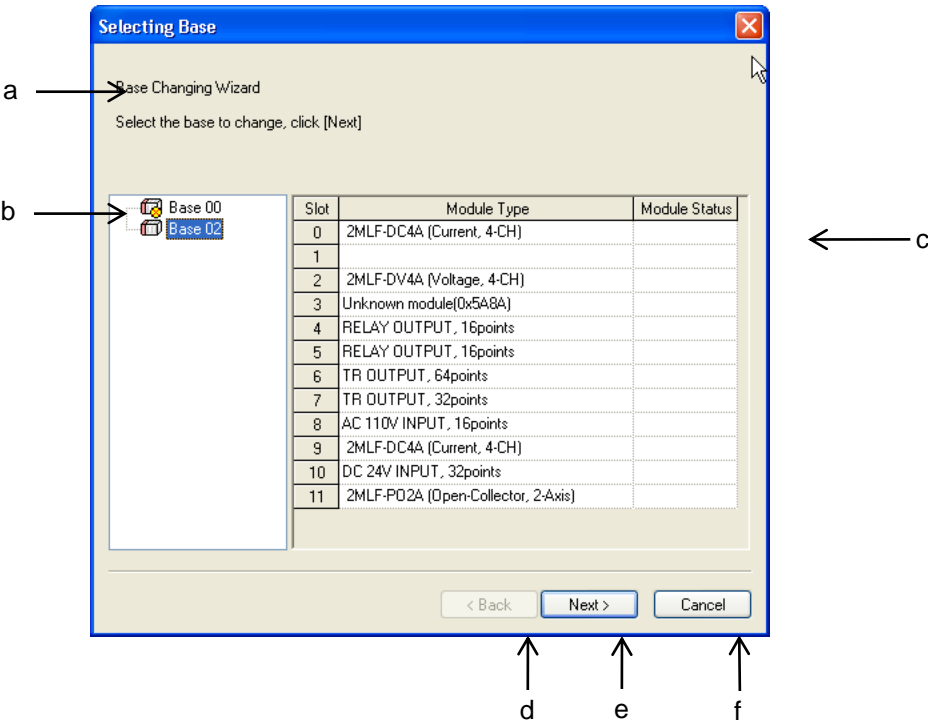 Selecting Base
a
Base Changing Wizard
Select the base to change, click [Next]
b
Base 00
Base 02
Slot Module Type Module Status
0 2MLF-DC4A (Current, 4-CH)
1
2 2MLF-DV4A (Voltage, 4-CH)
3 Unknown module(0x5A8A)
4 RELAY OUTPUT, 16points
5 RELAY OUTPUT, 16points
6 TR OUTPUT, 64points
7 TR OUTPUT, 32points
8 AC 110V INPUT, 16points
9 2MLF-DC4A (Current, 4-CH)
10 DC 24V INPUT, 32points
11 2MLF-PO2A (Open-Collector, 2-Axis)
c
< Back Next > Cancel
d e f